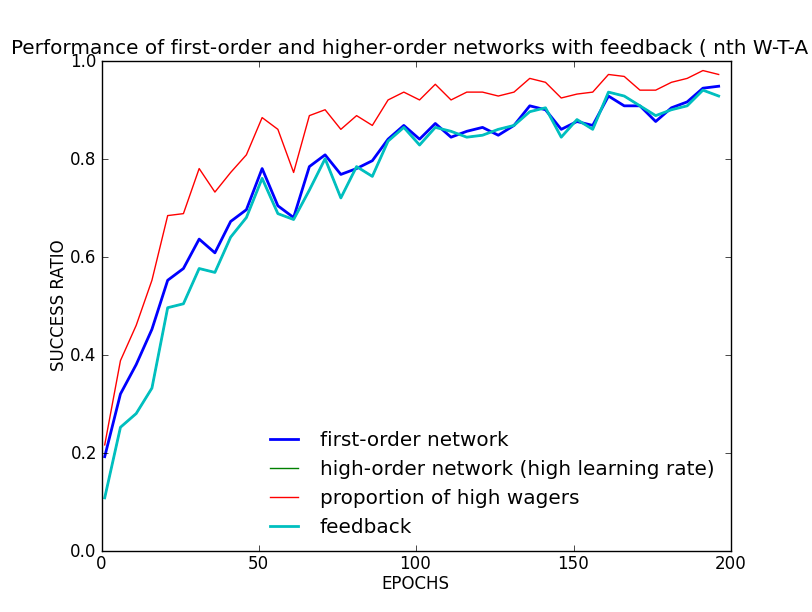 Performance of first-order and higher-order networks with feedback ( nth W-T-A
1.0
0.8
0.6
0.4
0.2
0.0
SUCCESS RATIO
first-order network
high-order network (high learning rate)
proportion of high wagers
feedback
0 50 100 150 200
EPOCHS